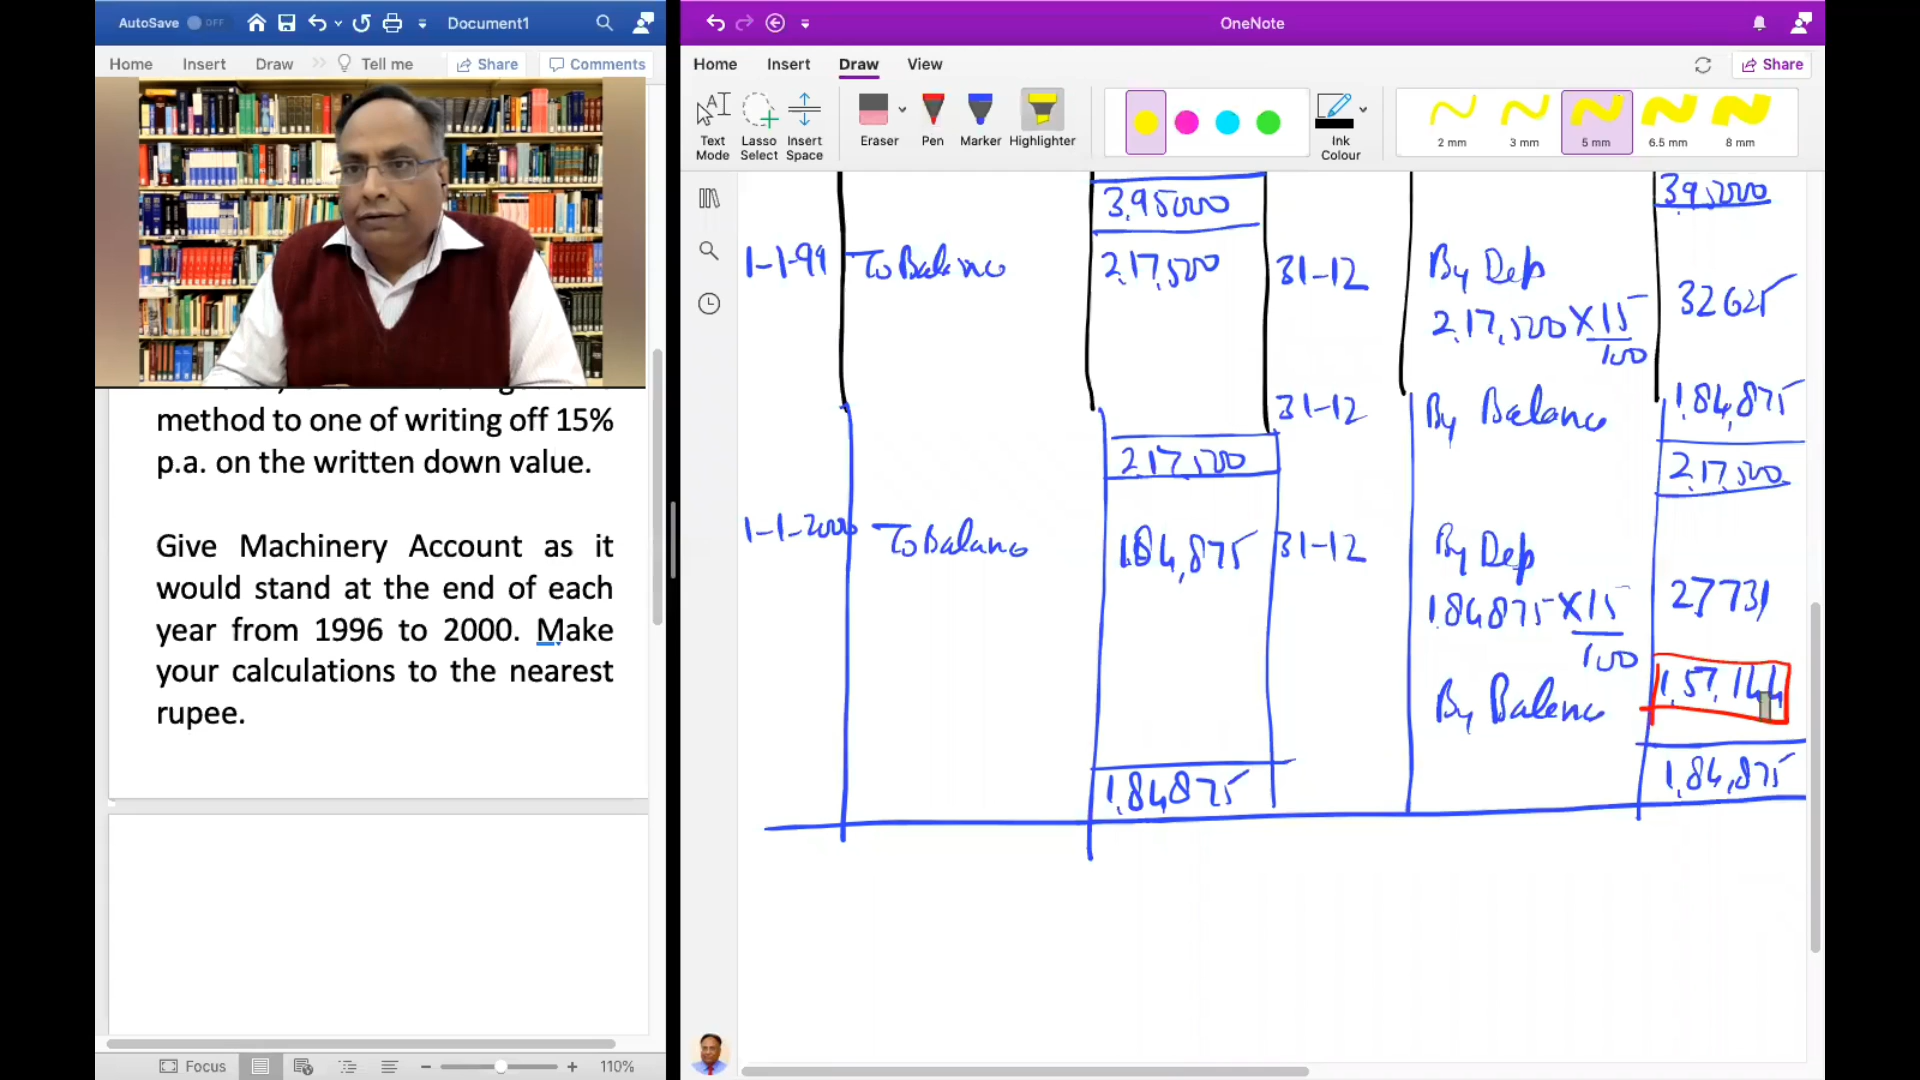 AutoSave OFF Document1
Home Insert Draw Tell me Share Comments
method to one of writing off 15%
p.a. on the written down value.
Give Machinery Account as it
would stand at the end of each
year from 1996 to 2000. Make
your calculations to the nearest
rupee.
Focus 110%
OneNote
Home Insert Draw View Share
Text Mode Lasso Select Insert Space Eraser Pen Marker Highlighter Ink Colour 2 mm 3 mm 5 mm 6.5 mm 8 mm
3,95000 3,95000
1-1-99 To Balance 2,17,500 31-12 By Dep
2,17,500 X 15 32625
100
31-12 By Balance 1,84,875
2,17,500 2,17,500
1-1-2000 To Balance 1,84,875 31-12 By Dep
184875 X 15 27731
100
By Balance 1,57,144
1,84,875 1,84,875